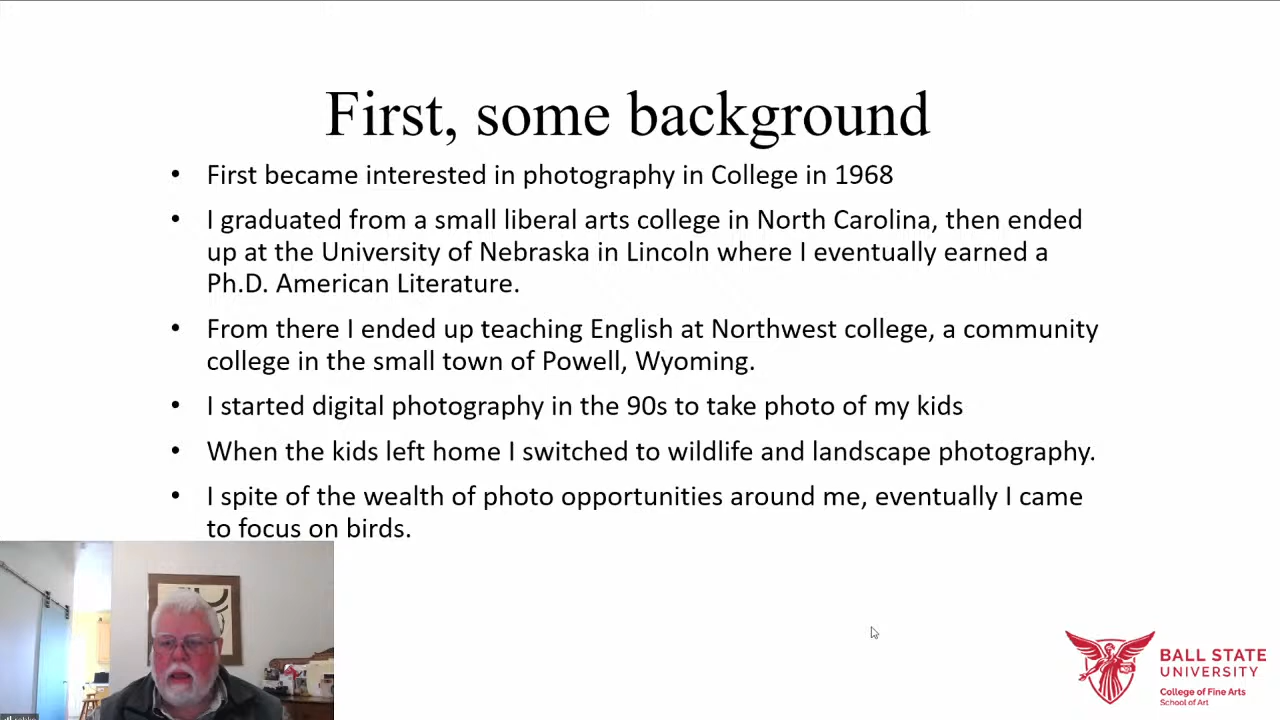 First, some background
• First became interested in photography in College in 1968
• I graduated from a small liberal arts college in North Carolina, then ended
up at the University of Nebraska in Lincoln where I eventually earned a
Ph.D. American Literature.
• From there I ended up teaching English at Northwest college, a community
college in the small town of Powell, Wyoming.
• I started digital photography in the 90s to take photo of my kids
• When the kids left home I switched to wildlife and landscape photography.
• I spite of the wealth of photo opportunities around me, eventually I came
to focus on birds.
BALL STATE
UNIVERSITY
College of Fine Arts
School of Art